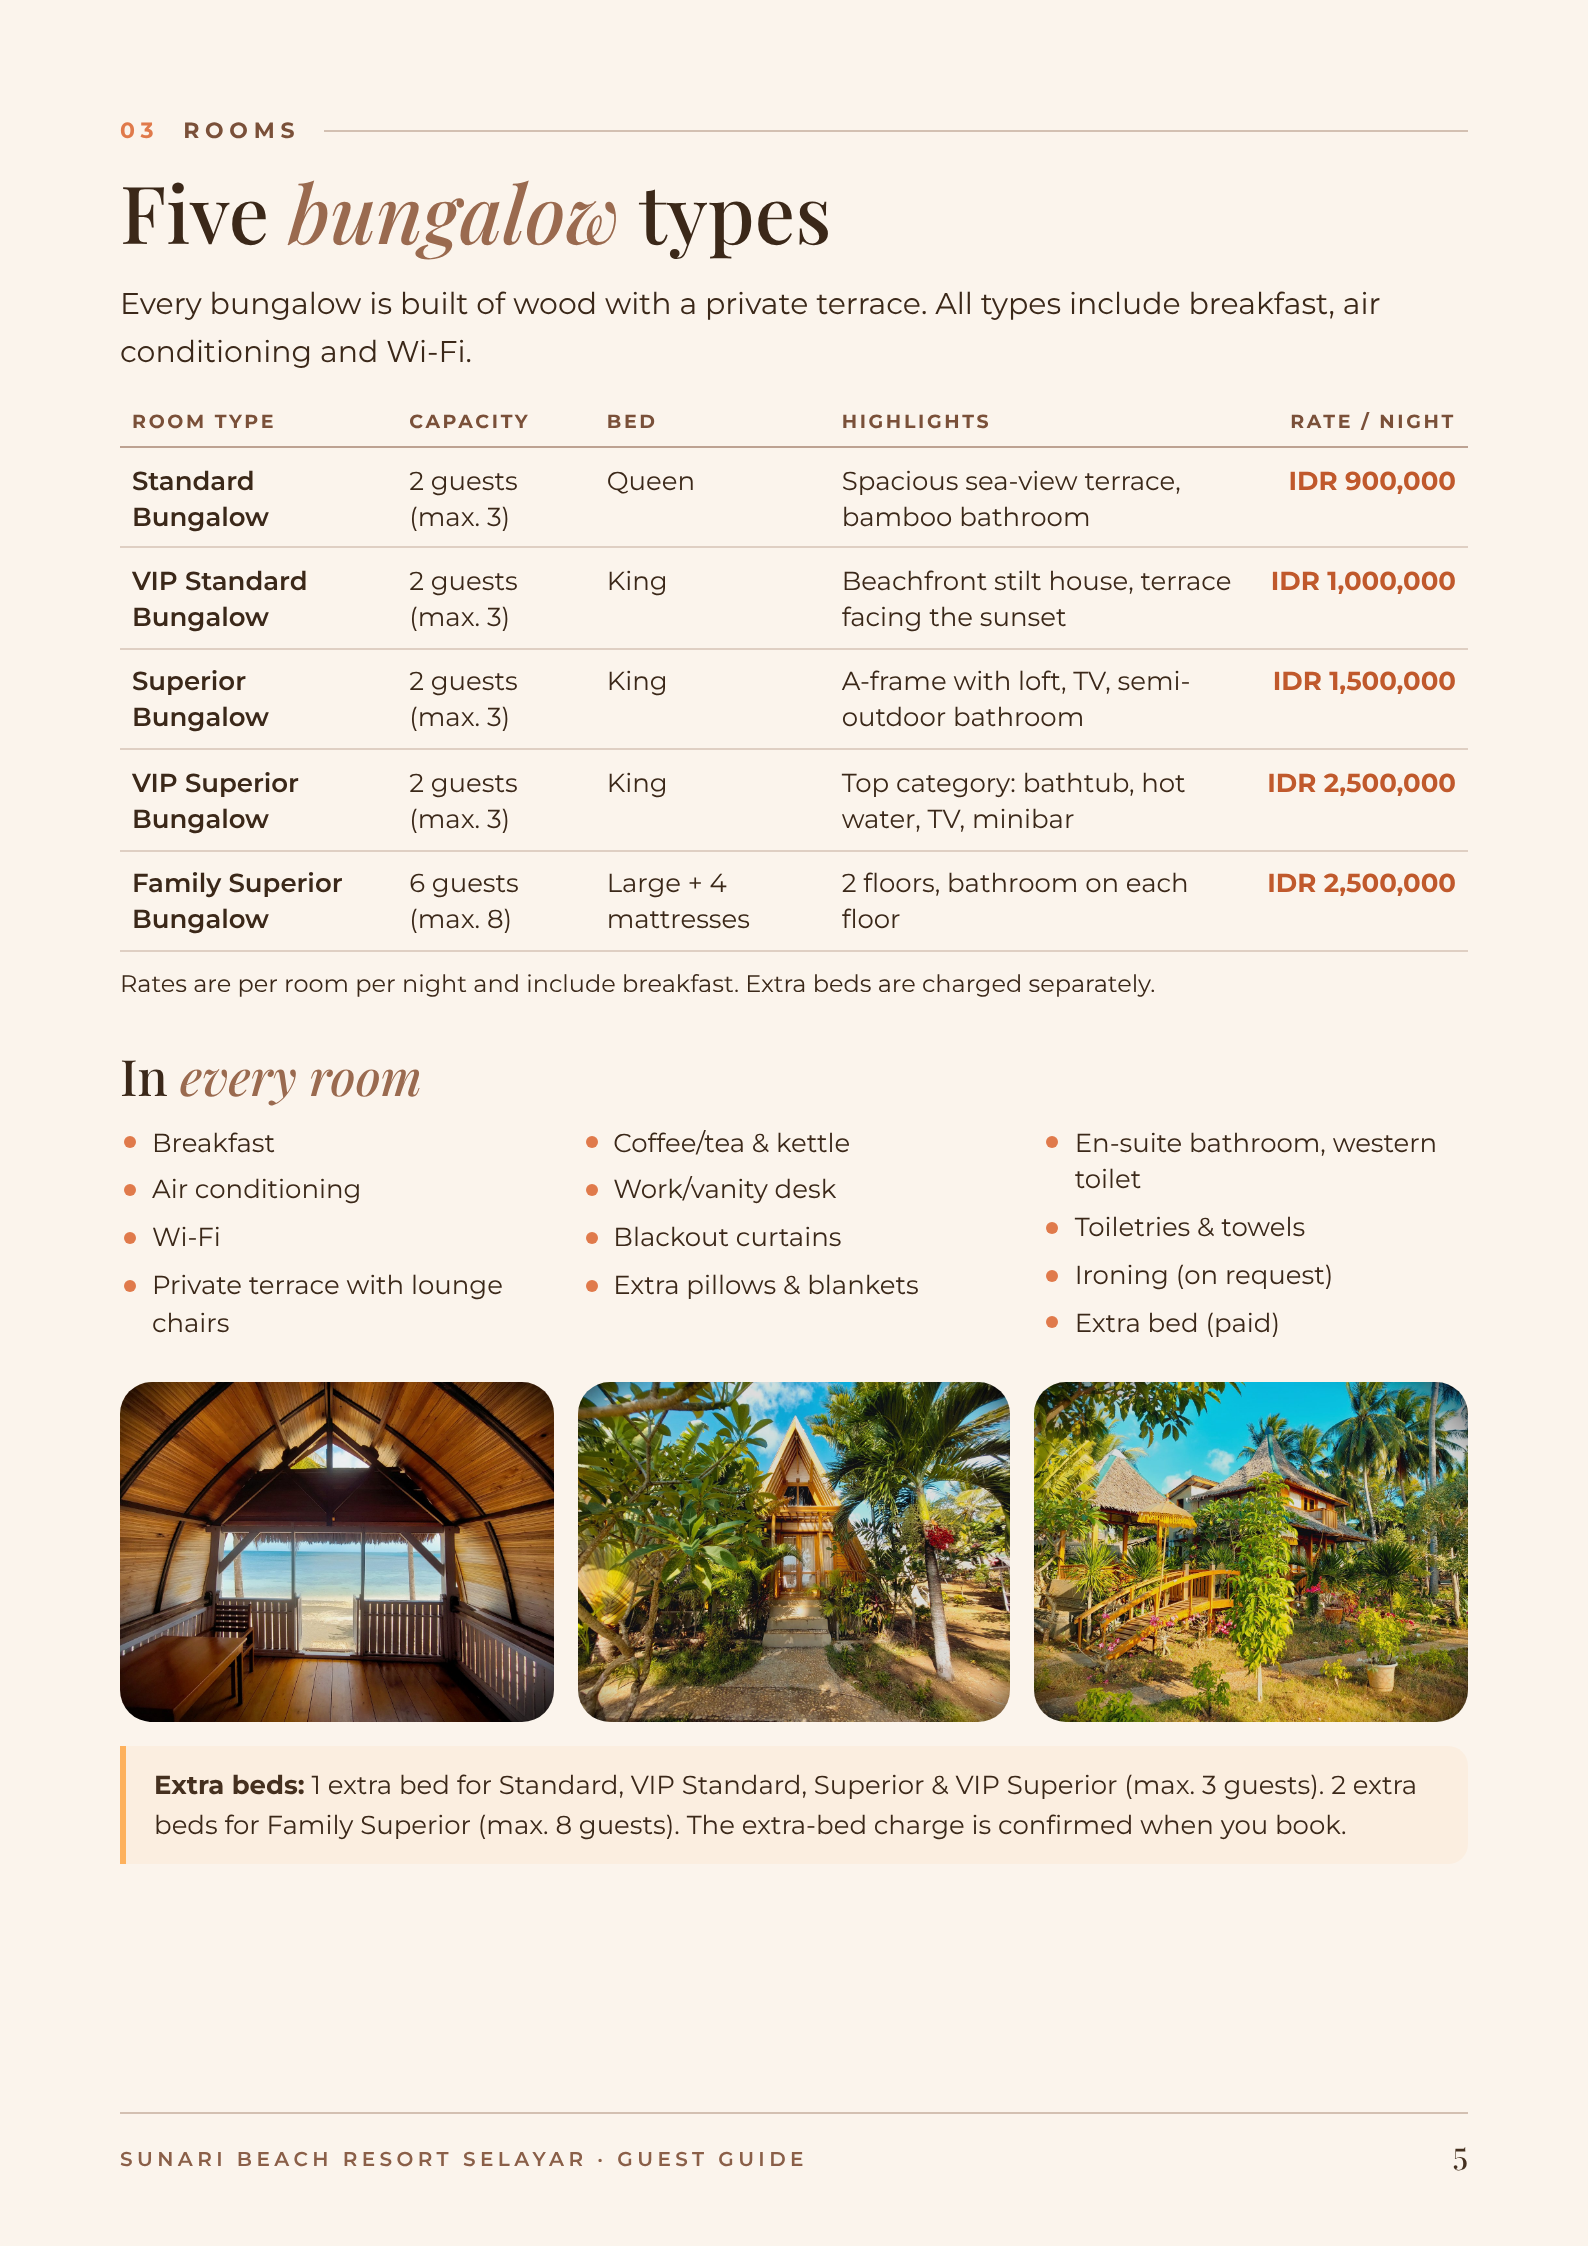 03 ROOMS
Five bungalow types
Every bungalow is built of wood with a private terrace. All types include breakfast, air
conditioning and Wi-Fi.
ROOM TYPE CAPACITY BED HIGHLIGHTS RATE / NIGHT
Standard 2 guests Queen Spacious sea-view terrace, IDR 900,000
Bungalow (max. 3) bamboo bathroom
VIP Standard 2 guests King Beachfront stilt house, terrace IDR 1,000,000
Bungalow (max. 3) facing the sunset
Superior 2 guests King A-frame with loft, TV, semi- IDR 1,500,000
Bungalow (max. 3) outdoor bathroom
VIP Superior 2 guests King Top category: bathtub, hot IDR 2,500,000
Bungalow (max. 3) water, TV, minibar
Family Superior 6 guests Large + 4 2 floors, bathroom on each IDR 2,500,000
Bungalow (max. 8) mattresses floor
Rates are per room per night and include breakfast. Extra beds are charged separately.
In every room
Breakfast
Air conditioning
Wi-Fi
Private terrace with lounge
chairs
Coffee/tea & kettle
Work/vanity desk
Blackout curtains
Extra pillows & blankets
En-suite bathroom, western
toilet
Toiletries & towels
Ironing (on request)
Extra bed (paid)
Extra beds: 1 extra bed for Standard, VIP Standard, Superior & VIP Superior (max. 3 guests). 2 extra
beds for Family Superior (max. 8 guests). The extra-bed charge is confirmed when you book.
SUNARI BEACH RESORT SELAYAR · GUEST GUIDE 5